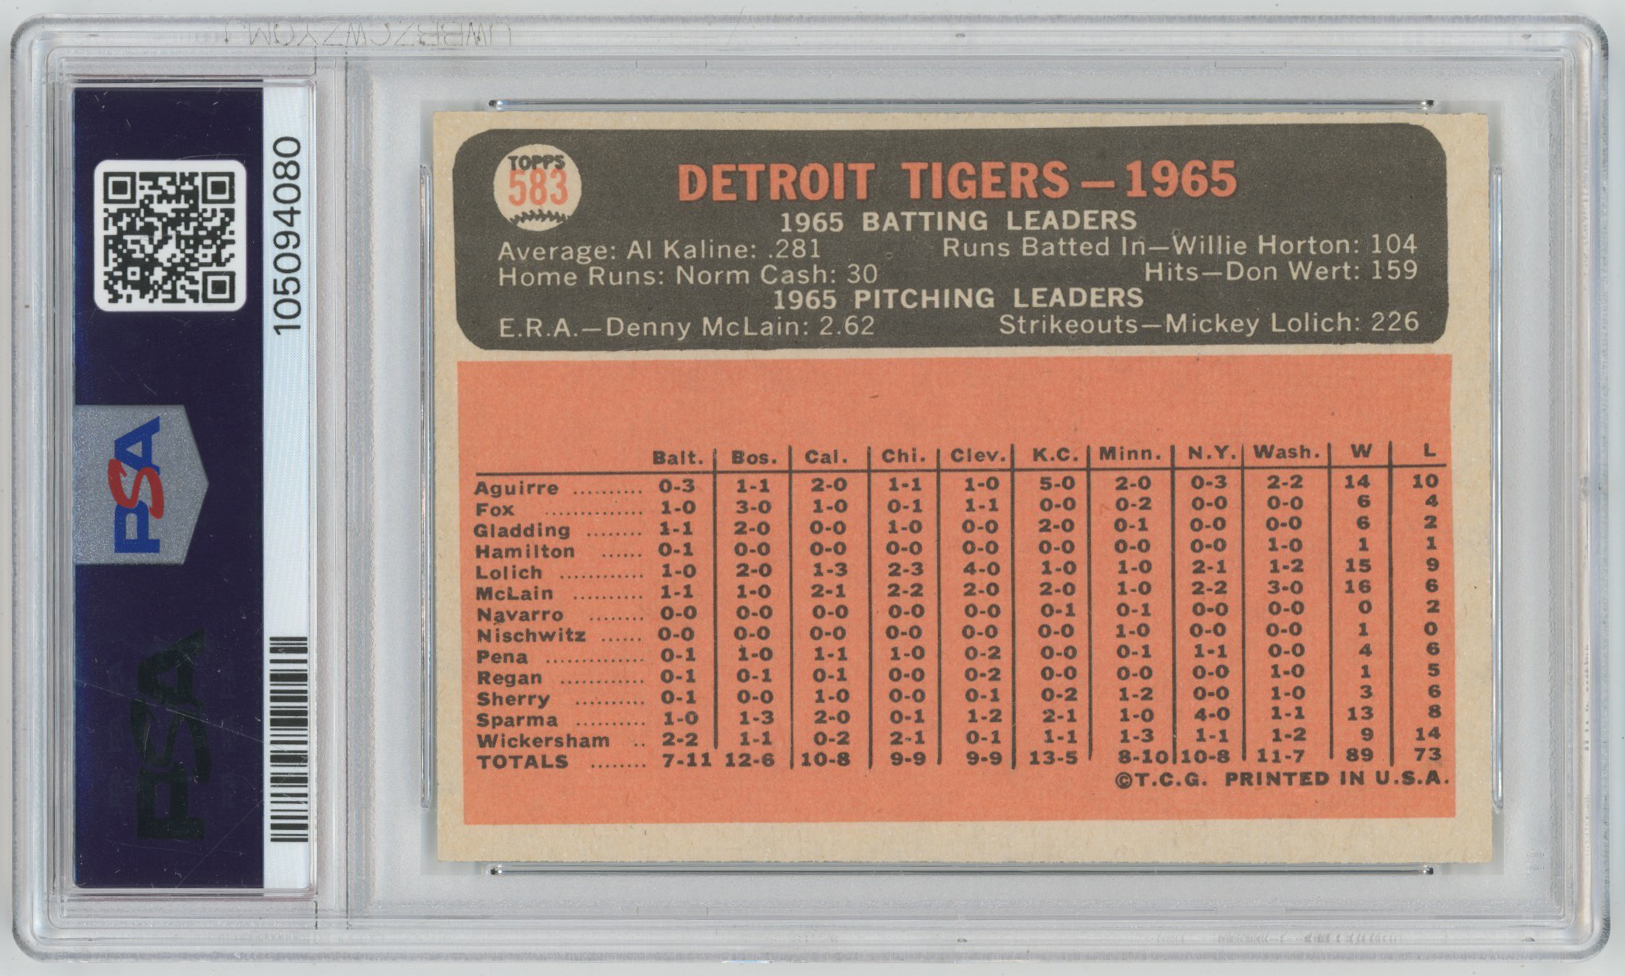 105094080
PSA
PSA
TOPPS
583
DETROIT TIGERS — 1965
1965 BATTING LEADERS
Average: Al Kaline: .281 Runs Batted In—Willie Horton: 104
Home Runs: Norm Cash: 30 Hits—Don Wert: 159
1965 PITCHING LEADERS
E.R.A.—Denny McLain: 2.62 Strikeouts—Mickey Lolich: 226
Balt. Bos. Cal. Chi. Clev. K.C. Minn. N.Y. Wash. W L
Aguirre .......... 0-3 1-1 2-0 1-1 1-0 5-0 2-0 0-3 2-2 14 10
Fox .............. 1-0 3-0 1-0 0-1 1-1 0-0 0-2 0-0 0-0 6 4
Gladding ........ 1-1 2-0 0-0 1-0 0-0 2-0 0-1 0-0 0-0 6 2
Hamilton ...... 0-1 0-0 0-0 0-0 0-0 0-0 0-0 0-0 1-0 1 1
Lolich ............ 1-0 2-0 1-3 2-3 4-0 1-0 1-0 2-1 1-2 15 9
McLain .......... 1-1 1-0 2-1 2-2 2-0 2-0 1-0 2-2 3-0 16 6
Navarro ........ 0-0 0-0 0-0 0-0 0-0 0-1 0-1 0-0 0-0 0 2
Nischwitz ...... 0-0 0-0 0-0 0-0 0-0 0-0 1-0 0-0 0-0 1 0
Pena .............. 0-1 1-0 1-1 1-0 0-2 0-0 0-1 1-1 0-0 4 6
Regan ............ 0-1 0-1 0-1 0-0 0-2 0-0 0-0 0-0 1-0 1 5
Sherry .......... 0-1 0-0 1-0 0-0 0-1 0-2 1-2 0-0 1-0 3 6
Sparma .......... 1-0 1-3 2-0 0-1 1-2 2-1 1-0 4-0 1-1 13 8
Wickersham .. 2-2 1-1 0-2 2-1 0-1 1-1 1-3 1-1 1-2 9 14
TOTALS ........ 7-11 12-6 10-8 9-9 9-9 13-5 8-10 10-8 11-7 89 73
©T.C.G. PRINTED IN U.S.A.